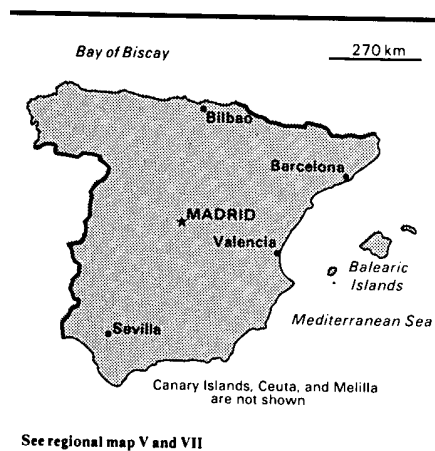 Bay of Biscay
270 km
Bilbao
Barcelona
MADRID
Valencia
Balearic
Islands
Mediterranean Sea
Sevilla
Canary Islands, Ceuta, and Melilla
are not shown
See regional map V and VII